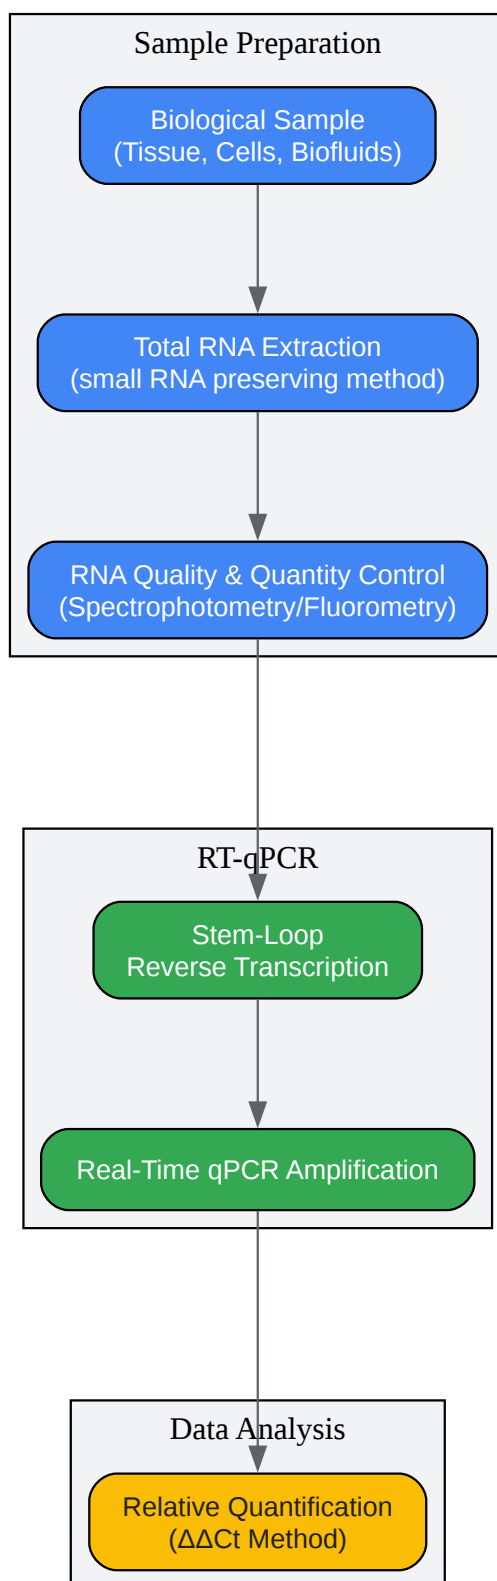 Sample Preparation
Biological Sample
(Tissue, Cells, Biofluids)
Total RNA Extraction
(small RNA preserving method)
RNA Quality & Quantity Control
(Spectrophotometry/Fluorometry)
RT-qPCR
Stem-Loop
Reverse Transcription
Real-Time qPCR Amplification
Data Analysis
Relative Quantification
(ΔΔCt Method)